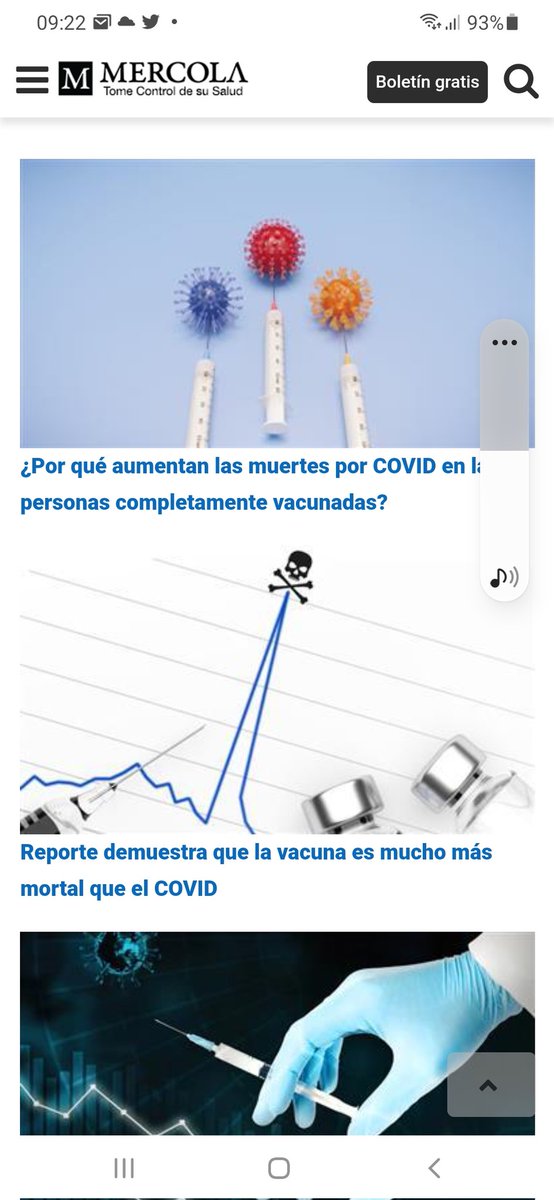 09:22
93%
MERCOLA
Tome Control de su Salud
Boletín gratis
¿Por qué aumentan las muertes por COVID en la
personas completamente vacunadas?
Reporte demuestra que la vacuna es mucho más
mortal que el COVID